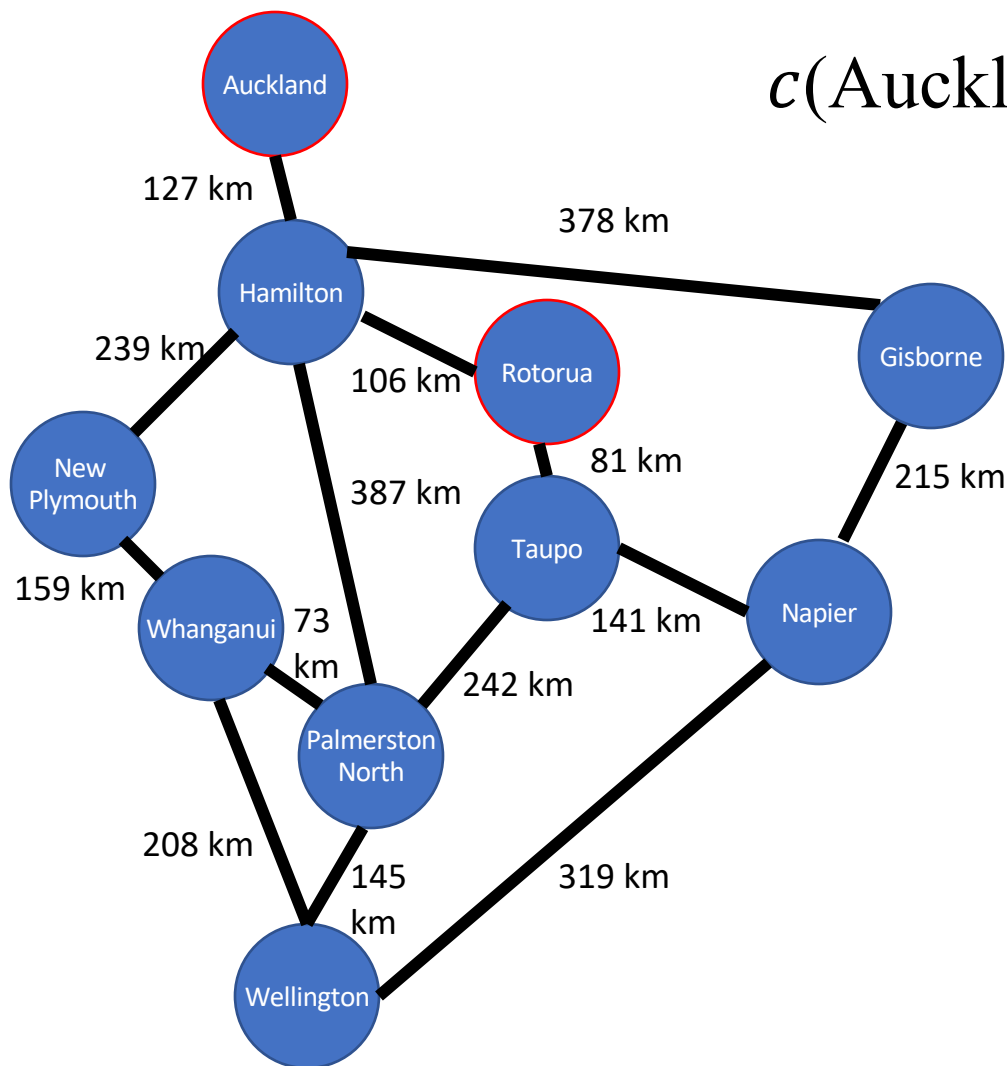 Auckland
c(Auckl
127 km
378 km
Hamilton
239 km
106 km
Rotorua
Gisborne
New
Plymouth
387 km
81 km
215 km
Taupo
159 km
Whanganui
73
km
141 km
Napier
242 km
Palmerston
North
208 km
145
km
319 km
Wellington